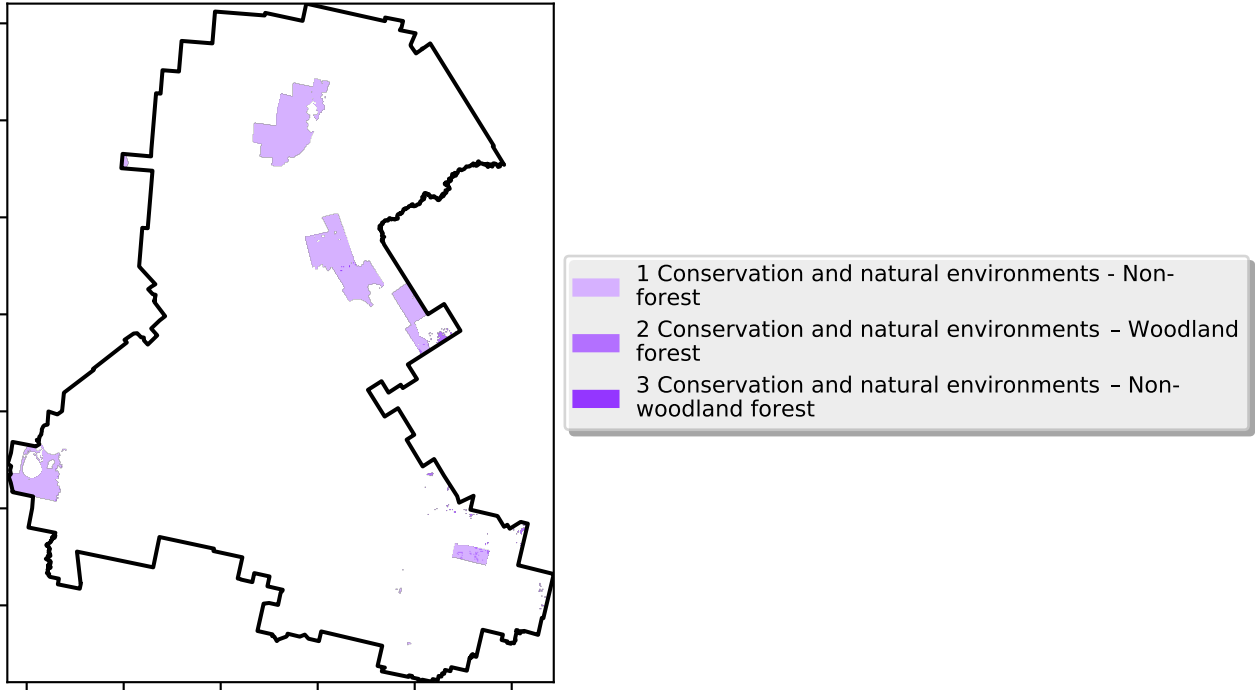 1 Conservation and natural environments - Non-
forest
2 Conservation and natural environments – Woodland
forest
3 Conservation and natural environments – Non-
woodland forest